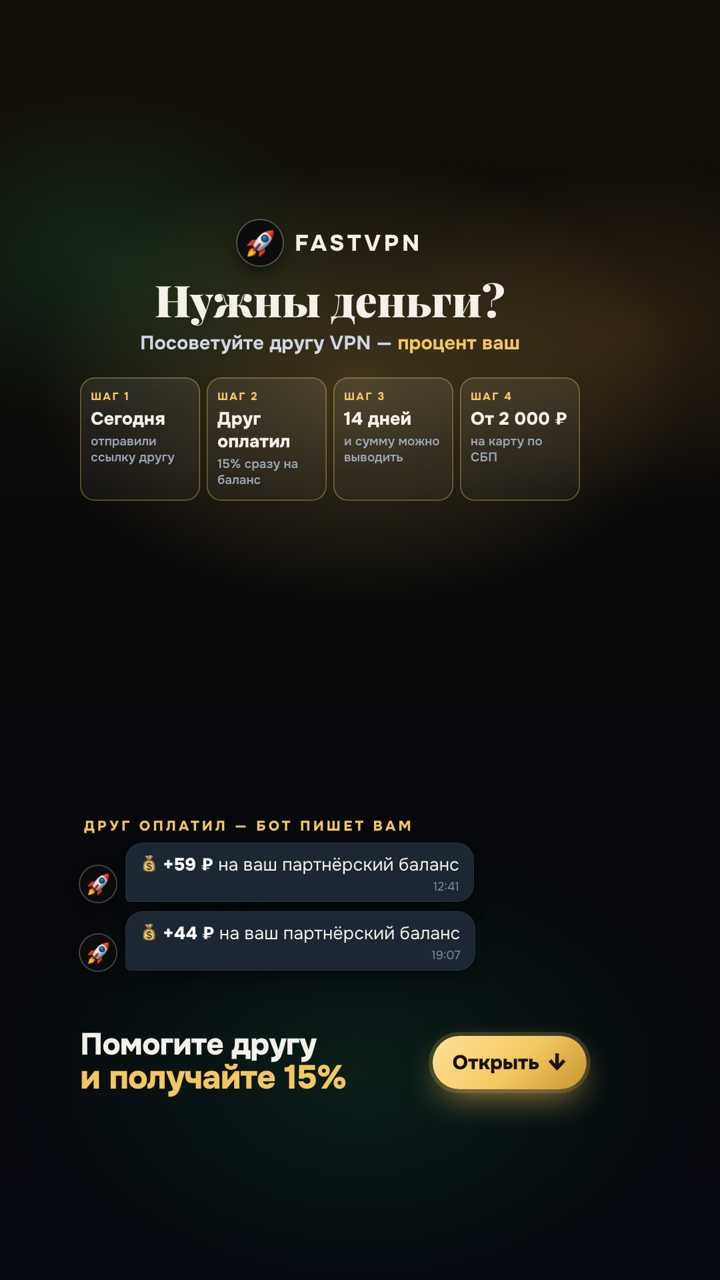 FASTVPN
Нужны деньги?
Посоветуйте другу VPN — процент ваш
ШАГ 1
Сегодня
отправили
ссылку другу
ШАГ 2
Друг
оплатил
15% сразу на
баланс
ШАГ 3
14 дней
и сумму можно
выводить
ШАГ 4
От 2 000 ₽
на карту по
СБП
ДРУГ ОПЛАТИЛ — БОТ ПИШЕТ ВАМ
+59 ₽ на ваш партнёрский баланс
12:41
+44 ₽ на ваш партнёрский баланс
19:07
Помогите другу
и получайте 15%
Открыть ↓